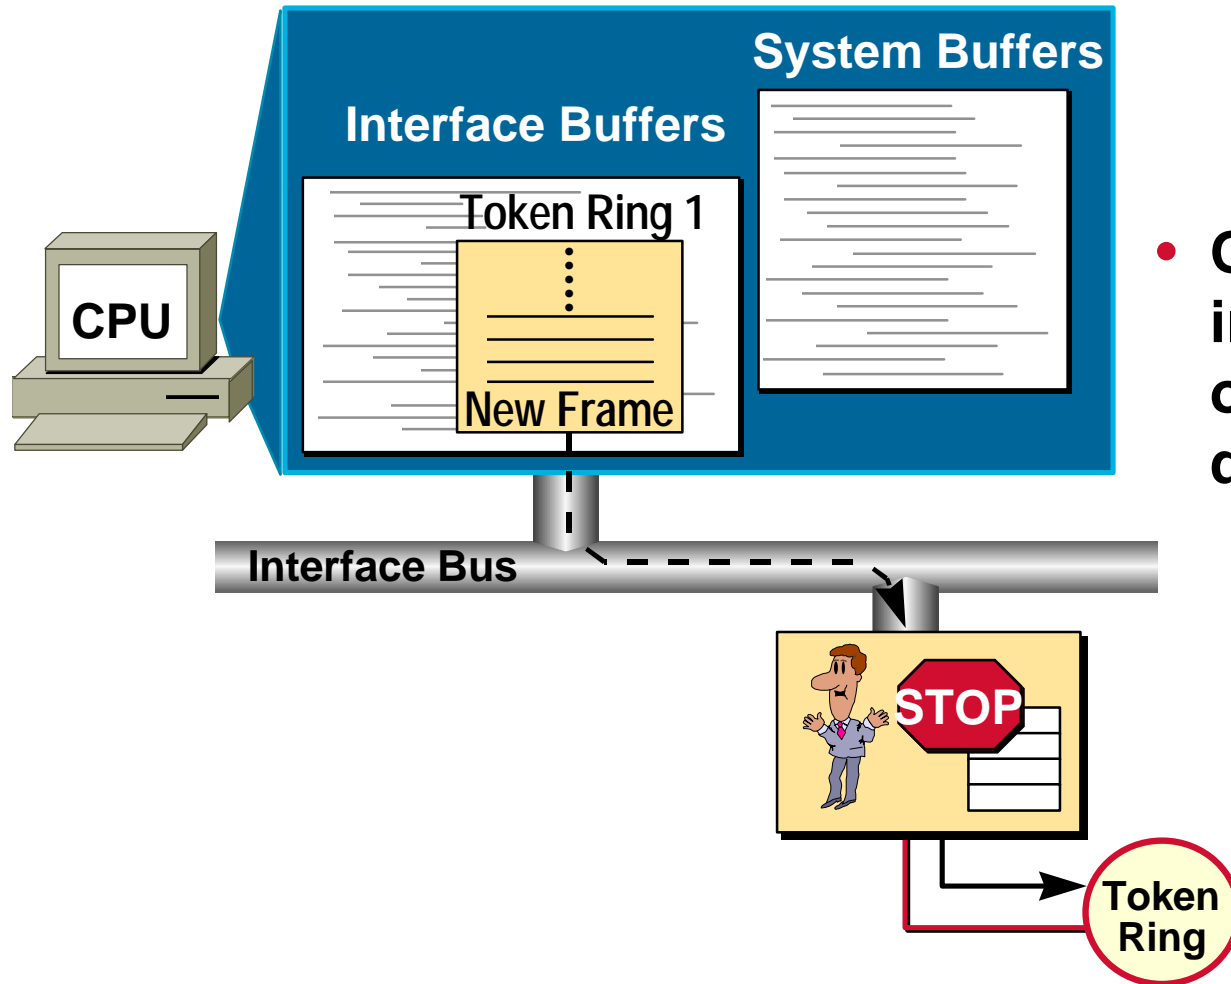 System Buffers
Interface Buffers
Token Ring 1
New Frame
CPU
Interface Bus
STOP
Token
Ring